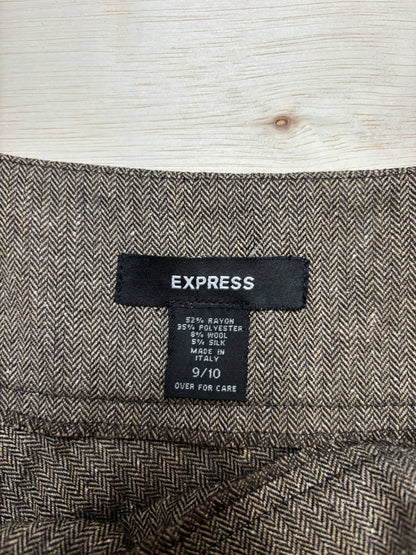 EXPRESS
52% RAYON
35% POLYESTER
8% WOOL
5% SILK
MADE IN
ITALY
9/10
OVER FOR CARE